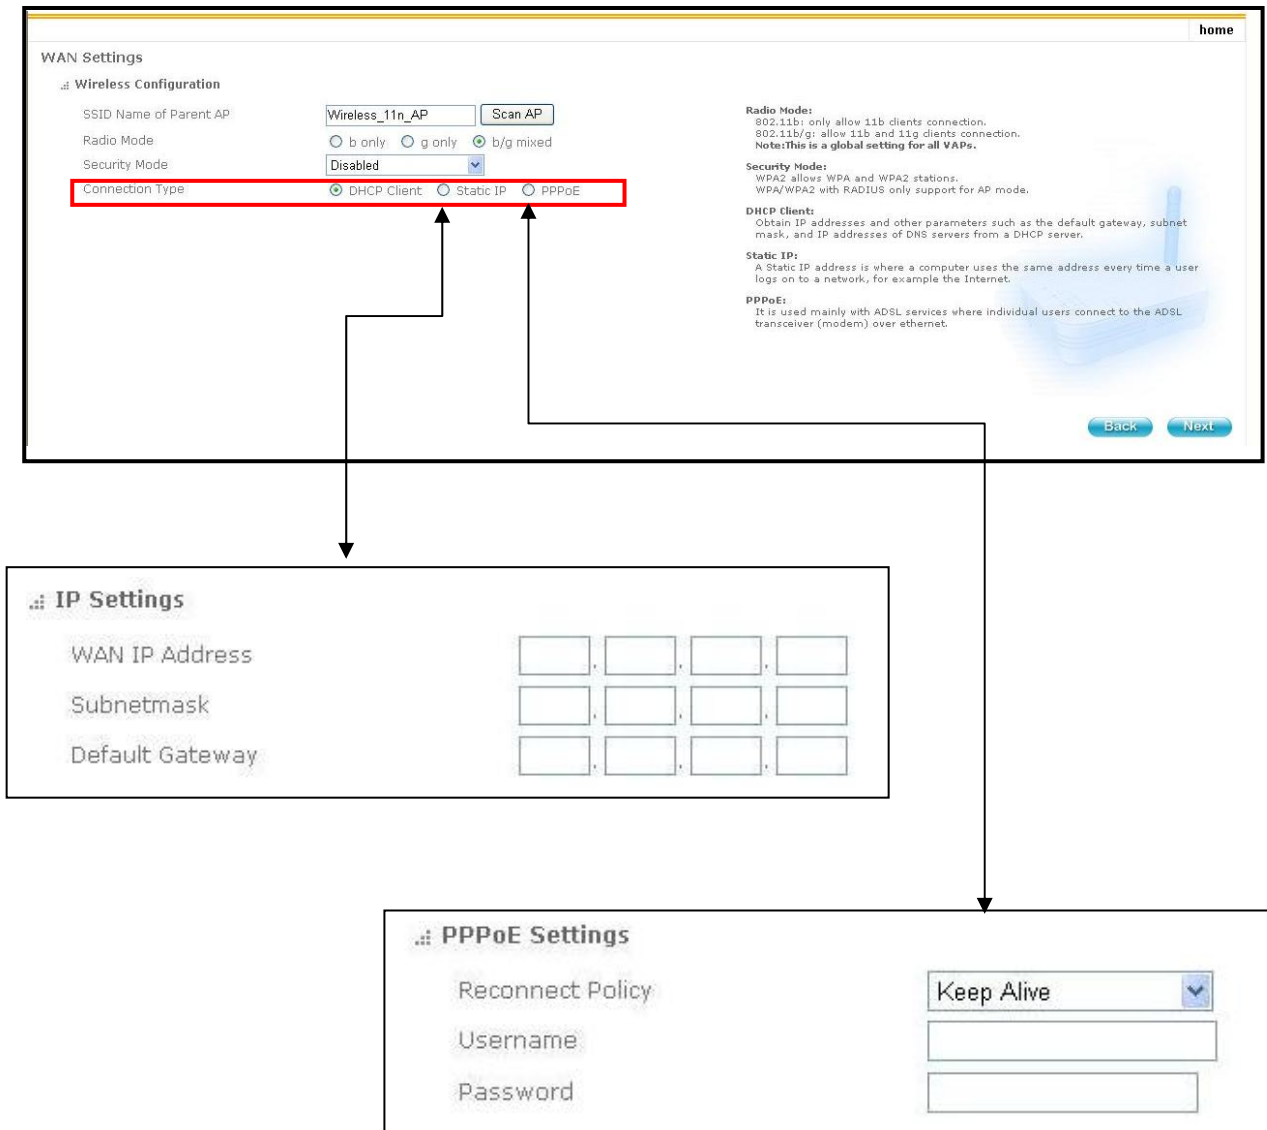 home
WAN Settings
Wireless Configuration
SSID Name of Parent AP Wireless_11n_AP Scan AP
Radio Mode b only g only b/g mixed
Security Mode Disabled
Connection Type DHCP Client Static IP PPPoE
Radio Mode:
802.11b: only allow 11b clients connection.
802.11b/g: allow 11b and 11g clients connection.
Note:This is a global setting for all VAPs.
Security Mode:
WPA2 allows WPA and WPA2 stations.
WPA/WPA2 with RADIUS only support for AP mode.
DHCP Client:
Obtain IP addresses and other parameters such as the default gateway, subnet
mask, and IP addresses of DNS servers from a DHCP server.
Static IP:
A Static IP address is where a computer uses the same address every time a user
logs on to a network, for example the Internet.
PPPoE:
It is used mainly with ADSL services where individual users connect to the ADSL
transceiver (modem) over ethernet.
Back Next
IP Settings
WAN IP Address
Subnetmask
Default Gateway
PPPoE Settings
Reconnect Policy Keep Alive
Username
Password